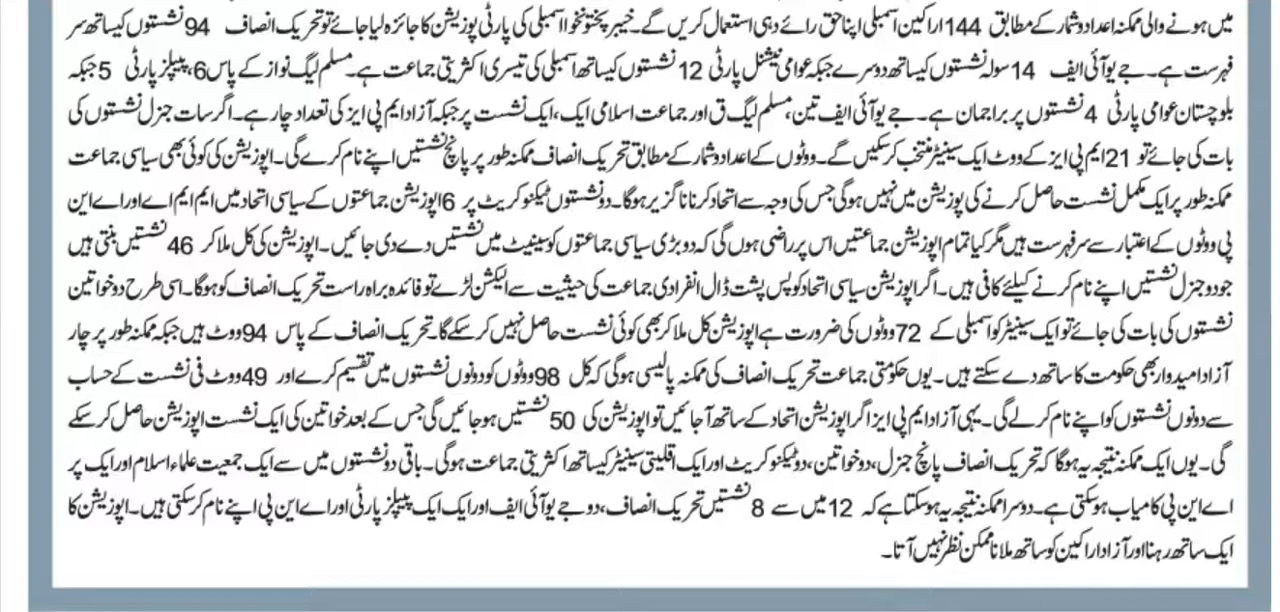 میں ہونے والی ممکنہ اعداد و شمار کے مطابق 144 اراکین اسمبلی اپنا حق رائے دہی استعمال کریں گے۔ خیبر پختونخوا اسمبلی کی پارٹی پوزیشن کا جائزہ لیا جائے تو تحریک انصاف 94 نشستوں کیساتھ سر
فہرست ہے۔ جے یو آئی ایف 14 سولہ نشستوں کیساتھ دوسرے جبکہ عوامی نیشنل پارٹی 12 نشستوں کیساتھ اسمبلی کی تیسری اکثریتی جماعت ہے۔ مسلم لیگ نواز کے پاس 6، پیپلز پارٹی 5 جبکہ
بلوچستان عوامی پارٹی 4 نشستوں پر براجمان ہے۔ جے یو آئی ایف تین، مسلم لیگ ق اور جماعت اسلامی ایک، ایک نشست پر جبکہ آزاد ایم پی ایز کی تعداد چار ہے۔ اگر سات جنرل نشستوں کی
بات کی جائے تو 21 ایم پی ایز کے ووٹ ایک سینیٹر منتخب کر سکیں گے۔ ووٹوں کے اعداد و شمار کے مطابق تحریک انصاف ممکنہ طور پر پانچ نشستیں اپنے نام کرے گی۔ اپوزیشن کی کوئی بھی سیاسی جماعت
ممکنہ طور پر ایک مکمل نشست حاصل کرنے کی پوزیشن میں نہیں ہوگی جس کی وجہ سے اتحاد کرنا ناگزیر ہوگا۔ دو نشستوں ٹیکنو کریٹ پر 6 اپوزیشن جماعتوں کے سیاسی اتحاد میں ایم ایم اے اور اے این
پی ووٹوں کے اعتبار سے سر فہرست ہیں مگر کیا تمام اپوزیشن جماعتیں اس پر راضی ہوں گی کہ دو بڑی سیاسی جماعتوں کو سینیٹ میں نشستیں دے دی جائیں۔ اپوزیشن کی کل ملا کر 46 نشستیں بنتی ہیں
جو دو جنرل نشستیں اپنے نام کرنے کیلئے کافی ہیں۔ اگر اپوزیشن سیاسی اتحاد کو پس پشت ڈال انفرادی جماعت کی حیثیت سے الیکشن لڑے تو فائدہ براہ راست تحریک انصاف کو ہوگا۔ اسی طرح دو خواتین
نشستوں کی بات کی جائے تو ایک سینیٹر کو اسمبلی کے 72 ووٹوں کی ضرورت ہے اپوزیشن کل ملا کر بھی کوئی نشست حاصل نہیں کر سکے گا۔ تحریک انصاف کے پاس 94 ووٹ ہیں جبکہ ممکنہ طور پر چار
آزاد امیدوار بھی حکومت کا ساتھ دے سکتے ہیں۔ یوں حکومتی جماعت تحریک انصاف کی ممکنہ پالیسی ہوگی کہ کل 98 ووٹوں کو دونوں نشستوں میں تقسیم کرے اور 49 ووٹ فی نشست کے حساب
سے دونوں نشستوں کو اپنے نام کر لے گی۔ یہی آزاد ایم پی ایز اگر اپوزیشن اتحاد کے ساتھ آ جائیں تو اپوزیشن کی 50 نشستیں ہو جائیں گی جس کے بعد خواتین کی ایک نشست اپوزیشن حاصل کر سکے
گی۔ یوں ایک ممکنہ نتیجہ یہ ہوگا کہ تحریک انصاف پانچ جنرل، دو خواتین، دو ٹیکنو کریٹ اور ایک اقلیتی سینیٹر کیساتھ اکثریتی جماعت ہوگی۔ باقی دو نشستوں میں سے ایک جمعیت علماء اسلام اور ایک پر
اے این پی کامیاب ہو سکتی ہے۔ دوسرا ممکنہ نتیجہ یہ ہو سکتا ہے کہ 12 میں سے 8 نشستیں تحریک انصاف، دو جے یو آئی ایف اور ایک ایک پیپلز پارٹی اور اے این پی اپنے نام کر سکتی ہیں۔ اپوزیشن کا
ایک ساتھ رہنا اور آزاد اراکین کو ساتھ ملانا ممکن نظر نہیں آتا۔